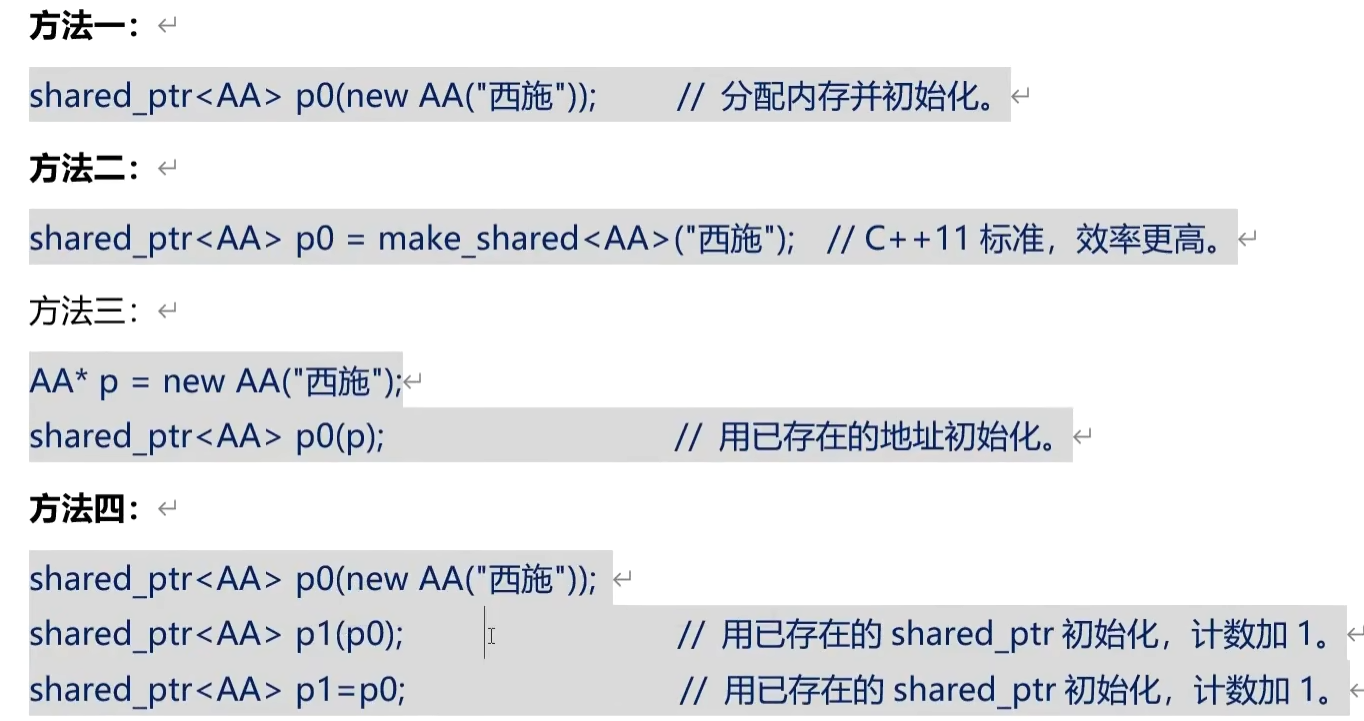 方法一：
shared_ptr<AA> p0(new AA("西施"));  // 分配内存并初始化。
方法二：
shared_ptr<AA> p0 = make_shared<AA>("西施");  // C++11 标准，效率更高。
方法三：
AA* p = new AA("西施");
shared_ptr<AA> p0(p);  // 用已存在的地址初始化。
方法四：
shared_ptr<AA> p0(new AA("西施"));
shared_ptr<AA> p1(p0);  // 用已存在的 shared_ptr 初始化，计数加 1。
shared_ptr<AA> p1=p0;  // 用已存在的 shared_ptr 初始化，计数加 1。